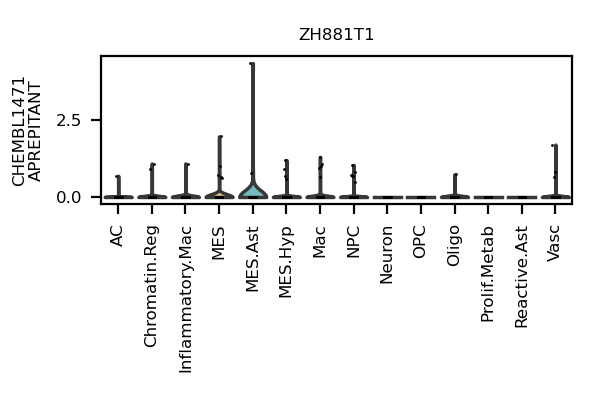 ZH881T1
CHEMBL1471
APREPITANT
2.5
0.0
AC
Chromatin.Reg
Inflammatory.Mac
MES
MES.Ast
MES.Hyp
Mac
NPC
Neuron
OPC
Oligo
Prolif.Metab
Reactive.Ast
Vasc